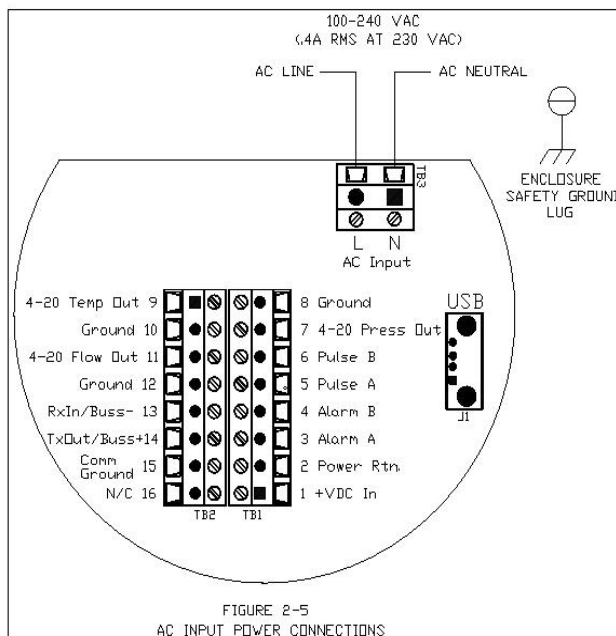 100-240 VAC
(.4A RMS AT 230 VAC)
AC LINE
AC NEUTRAL
TB3
ENCLOSURE
SAFETY GROUND
LUG
L N
AC Input
4-20 Temp Out 9
Ground 10
4-20 Flow Out 11
Ground 12
RxIn/Buss- 13
TxOut/Buss+14
Comm
Ground 15
N/C 16
8 Ground
7 4-20 Press Out
6 Pulse B
5 Pulse A
4 Alarm B
3 Alarm A
2 Power Rtn.
1 +VDC In
TB2 TB1
USB
J1
FIGURE 2-5
AC INPUT POWER CONNECTIONS